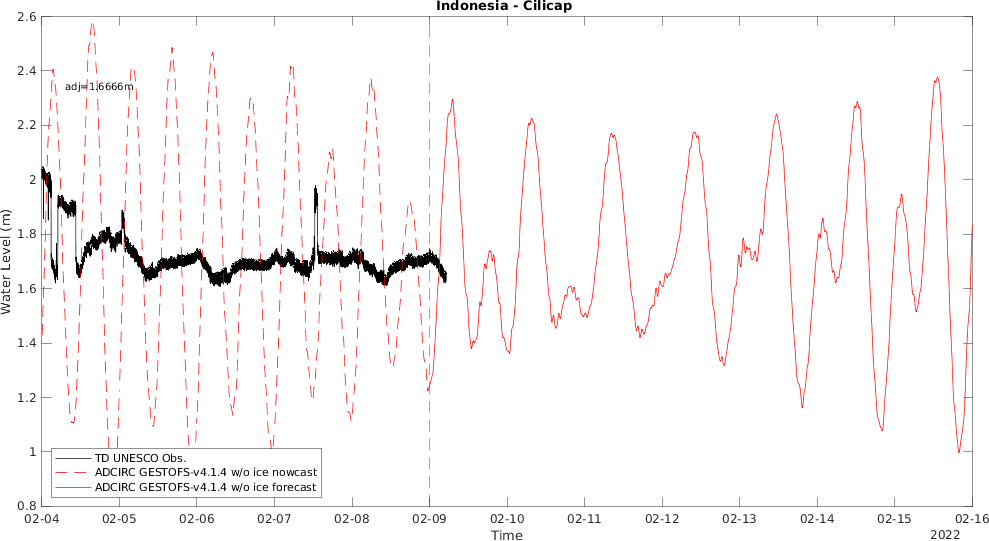 Indonesia - Cilicap
2.6
2.4
adj=1.6666m
2.2
2
1.8
Water Level (m)
1.6
1.4
1.2
1
0.8
TD UNESCO Obs.
ADCIRC GESTOFS-v4.1.4 w/o ice nowcast
ADCIRC GESTOFS-v4.1.4 w/o ice forecast
02-04 02-05 02-06 02-07 02-08 02-09 02-10 02-11 02-12 02-13 02-14 02-15 02-16
Time
2022